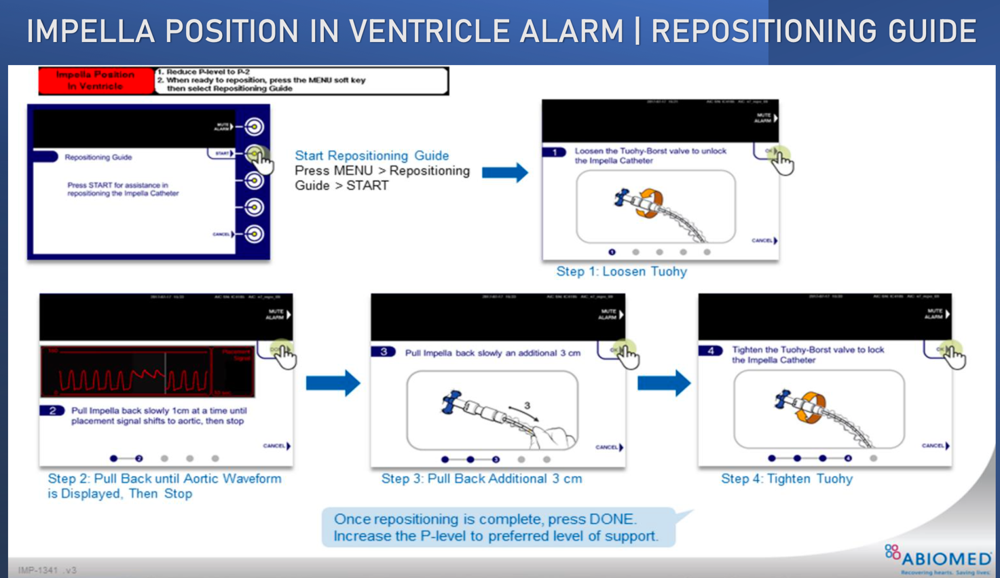 IMPELLA POSITION IN VENTRICLE ALARM | REPOSITIONING GUIDE
Impella Position
In Ventricle
1. Reduce P-level to P-2
2. When ready to reposition, press the MENU soft key
then select Repositioning Guide
MUTE
ALARM
START
Repositioning Guide
Press START for assistance in
repositioning the Impella Catheter
CANCEL
Start Repositioning Guide
Press MENU > Repositioning
Guide > START
MUTE
ALARM
OK
1
Loosen the Tuohy-Borst valve to unlock
the Impella Catheter
CANCEL
1
Step 1: Loosen Tuohy
MUTE
ALARM
Placement
Signal
0
2
Pull Impella back slowly 1cm at a time until
placement signal shifts to aortic, then stop
CANCEL
2
Step 2: Pull Back until Aortic Waveform
is Displayed, Then Stop
MUTE
ALARM
OK
3
Pull Impella back slowly an additional 3 cm
3
CANCEL
3
Step 3: Pull Back Additional 3 cm
MUTE
ALARM
OK
4
Tighten the Tuohy-Borst valve to lock
the Impella Catheter
CANCEL
4
Step 4: Tighten Tuohy
Once repositioning is complete, press DONE.
Increase the P-level to preferred level of support.
IMP-1341 .v3
ABIOMED
Recovering hearts. Saving lives.